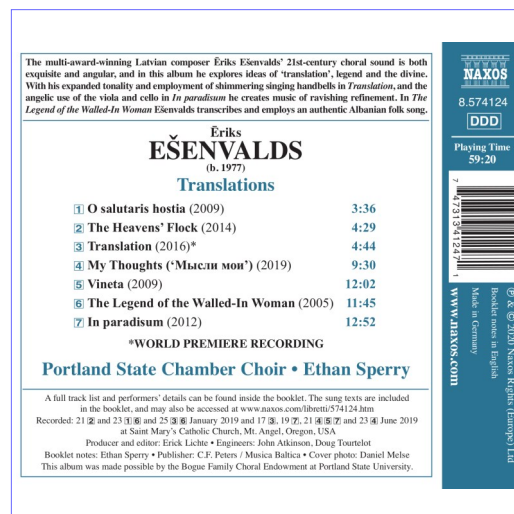 The multi-award-winning Latvian composer Ēriks Ešenvalds' 21st-century choral sound is both
exquisite and angular, and in this album he explores ideas of 'translation', legend and the divine.
With his expanded tonality and employment of shimmering singing handbells in Translation, and the
angelic use of the viola and cello in In paradisum he creates music of ravishing refinement. In The
Legend of the Walled-In Woman Ešenvalds transcribes and employs an authentic Albanian folk song.
Ēriks
EŠENVALDS
(b. 1977)
Translations
1 O salutaris hostia (2009) 3:36
2 The Heavens' Flock (2014) 4:29
3 Translation (2016)* 4:44
4 My Thoughts ('Мысли мои') (2019) 9:30
5 Vineta (2009) 12:02
6 The Legend of the Walled-In Woman (2005) 11:45
7 In paradisum (2012) 12:52
*WORLD PREMIERE RECORDING
Portland State Chamber Choir • Ethan Sperry
A full track list and performers' details can be found inside the booklet. The sung texts are included
in the booklet, and may also be accessed at www.naxos.com/libretti/574124.htm
Recorded: 21 2 and 23 1 6 and 25 3 6 January 2019 and 17 3, 19 7, 21 4 5 7 and 23 4 June 2019
at Saint Mary's Catholic Church, Mt. Angel, Oregon, USA
Producer and editor: Erick Lichte • Engineers: John Atkinson, Doug Tourtelot
Booklet notes: Ethan Sperry • Publisher: C.F. Peters / Musica Baltica • Cover photo: Daniel Melse
This album was made possible by the Bogue Family Choral Endowment at Portland State University.
NAXOS
8.574124
DDD
Playing Time
59:20
7 47313 41247 1
℗ & © 2020 Naxos Rights (Europe) Ltd
Booklet notes in English
Made in Germany
www.naxos.com